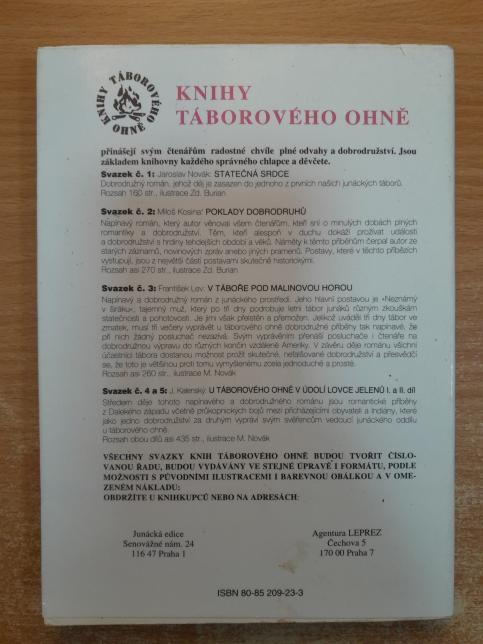 KNIHY TÁBOROVÉHO OHNĚ
KNIHY
TÁBOROVÉHO OHNĚ
přinášejí svým čtenářům radostné chvíle plné odvahy a dobrodružství. Jsou
základem knihovny každého správného chlapce a děvčete.
Svazek č. 1: Jaroslav Novák: STATEČNÁ SRDCE
Dobrodružný román, jehož děj je zasazen do jednoho z prvních našich junáckých táborů.
Rozsah 160 str., ilustrace Zd. Burian
Svazek č. 2: Miloš Kosina: POKLADY DOBRODRUHŮ
Napínavý román, který autor věnoval všem čtenářům, kteří sní o minulých dobách plných
romantiky a dobrodružství. Těm, kteří alespoň v duchu dokáží prožívat události
a dobrodružství s hrdiny tehdejších období a věků. Náměty k těmto příběhům čerpal autor ze
starých záznamů, novinových zpráv anebo jiných pramenů. Postavy, které v těchto příbězích
vystupují, jsou z největší části postavami skutečně historickými.
Rozsah asi 270 str., ilustrace Zd. Burian
Svazek č. 3: František Lev: V TÁBOŘE POD MALINOVOU HOROU
Napínavý a dobrodružný román z junáckého prostředí. Jeho hlavní postavou je »Neznámý
v širáku«, tajemný muž, který po tři dny podrobuje letní tábor junáků různým zkouškám
statečnosti a pohotovosti. Je jimi však přelstěn a přemožen. Jelikož uváděl tři dny tábor ve
zmatek, musí tři večery vyprávět u táborového ohně dobrodružné příběhy tak napínavé, že
při nich žádný posluchač nezazívá. Svým vyprávěním přenáší posluchače i čtenáře na
dobrodružnou výpravu do různých končin vzdálené Ameriky. V závěru děje románu všichni
účastníci tábora dostanou možnost prožít skutečné, nefalšované dobrodružství a přesvědčí
se, že toto je většinou proti tomu vymyšlenému zcela jednoduché a prosté.
Rozsah asi 260 str., ilustrace M. Novák
Svazek č. 4 a 5: J. Kalenský: U TÁBOROVÉHO OHNĚ V ÚDOLÍ LOVCE JELENŮ I. a II. díl
Středem děje tohoto napínavého a dobrodružného románu jsou romantické příběhy
z Dalekého západu včetně průkopnických bojů mezi přicházejícími obyvateli a Indiány, které
jako jedno dobrodružství za druhým vypráví svým svěřencům vedoucí junáckého oddílu
u táborového ohně.
Rozsah obou dílů asi 435 str., ilustrace M. Novák
VŠECHNY SVAZKY KNIH TÁBOROVÉHO OHNĚ BUDOU TVOŘIT ČÍSLO-
VANOU ŘADU, BUDOU VYDÁVÁNY VE STEJNÉ ÚPRAVĚ I FORMÁTU, PODLE
MOŽNOSTI S PŮVODNÍMI ILUSTRACEMI I BAREVNOU OBÁLKOU A V OME-
ZENÉM NÁKLADU:
OBDRŽÍTE U KNIHKUPCŮ NEBO NA ADRESÁCH:
Junácká edice
Senovážné nám. 24
116 47 Praha 1
Agentura LEPREZ
Čechova 5
170 00 Praha 7
ISBN 80-85 209-23-3